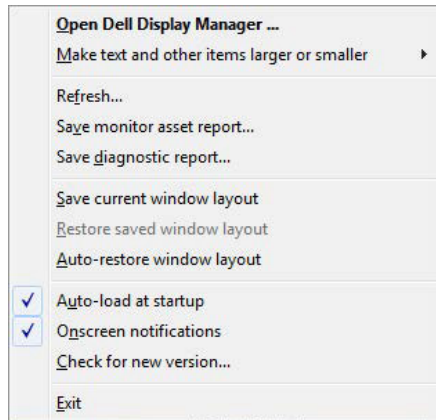 Open Dell Display Manager ...
Make text and other items larger or smaller
Refresh...
Save monitor asset report...
Save diagnostic report...
Save current window layout
Restore saved window layout
Auto-restore window layout
Auto-load at startup
Onscreen notifications
Check for new version...
Exit